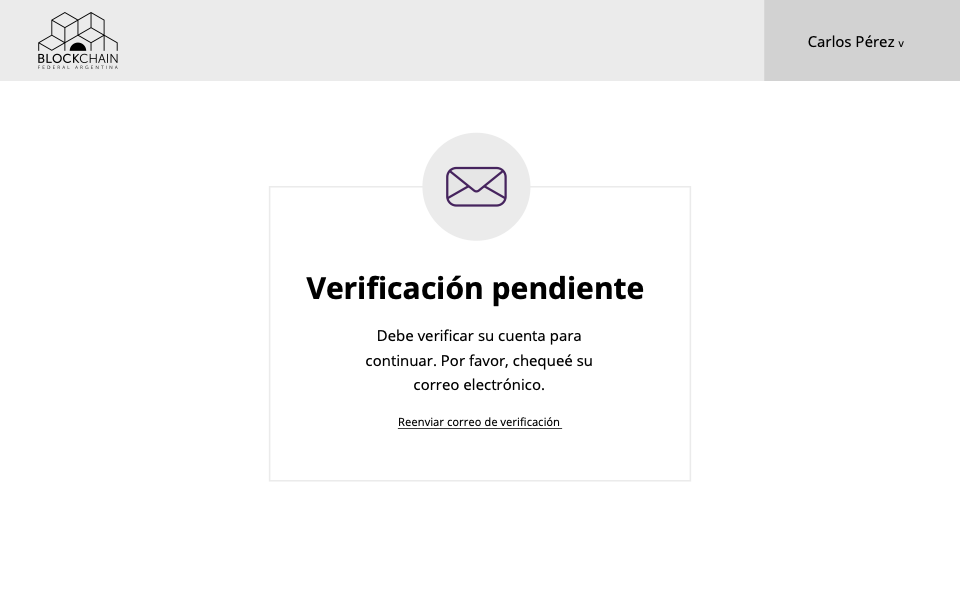 BLOCKCHAIN
FEDERAL ARGENTINA
Carlos Pérez v
Verificación pendiente
Debe verificar su cuenta para
continuar. Por favor, chequeé su
correo electrónico.
Reenviar correo de verificación